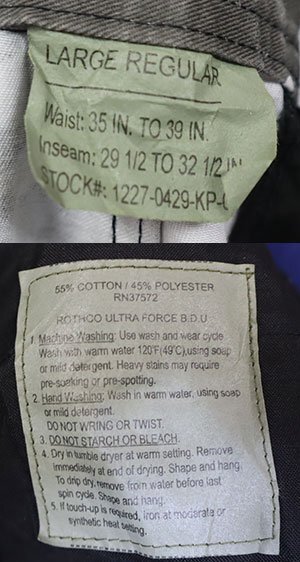 LARGE REGULAR
Waist: 35 IN. TO 39 IN.
Inseam: 29 1/2 TO 32 1/2 IN.
STOCK#: 1227-0429-KP-
55% COTTON / 45% POLYESTER
RN37572
ROTHCO ULTRA FORCE B.D.U.
1. Machine Washing: Use wash and wear cycle
Wash with warm water 120°F(49°C),using soap
or mild detergent. Heavy stains may require
pre-soaking or pre-spotting.
2. Hand Washing: Wash in warm water, using soap
or mild detergent.
DO NOT WRING OR TWIST.
3. DO NOT STARCH OR BLEACH.
4. Dry in tumble dryer at warm setting. Remove
immediately at end of drying. Shape and hang.
To drip dry, remove from water before last
spin cycle. Shape and hang.
5. If touch-up is required, iron at moderate or
synthetic heat setting.